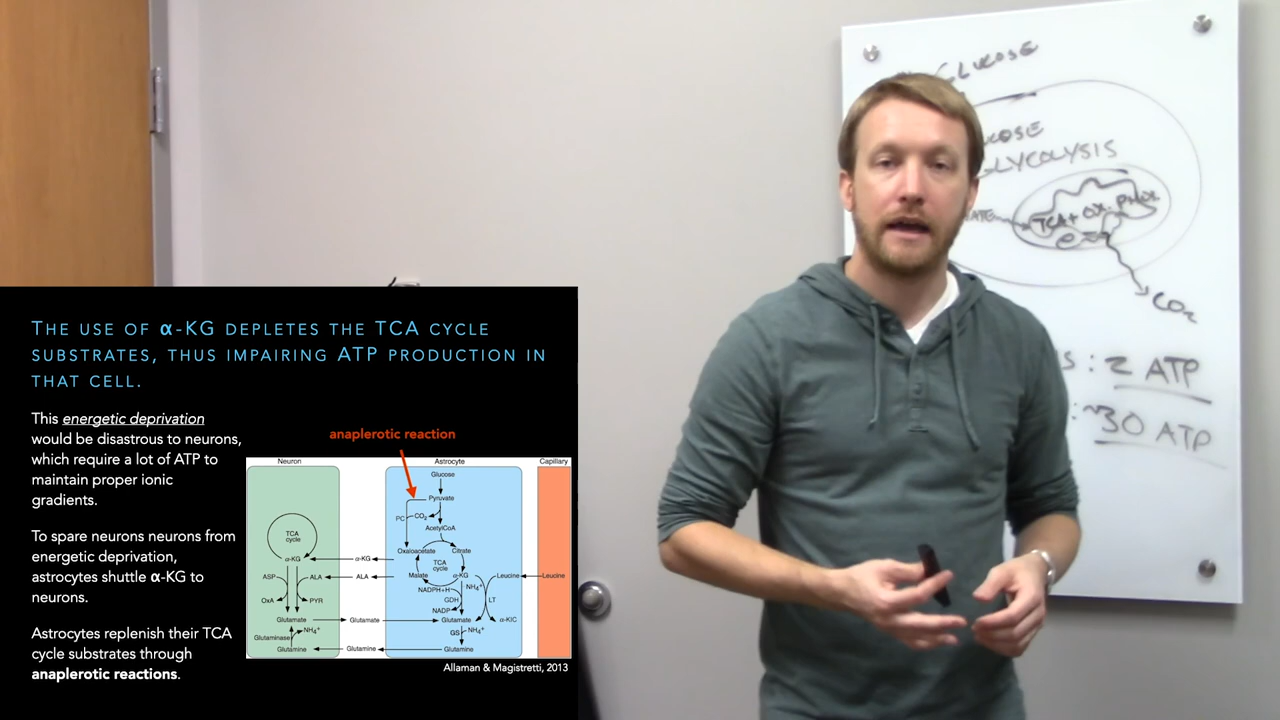 THE USE OF α-KG DEPLETES THE TCA CYCLE
SUBSTRATES, THUS IMPAIRING ATP PRODUCTION IN
THAT CELL.
This energetic deprivation
would be disastrous to neurons,
which require a lot of ATP to
maintain proper ionic
gradients.
To spare neurons neurons from
energetic deprivation,
astrocytes shuttle α-KG to
neurons.
Astrocytes replenish their TCA
cycle substrates through
anaplerotic reactions.
anaplerotic reaction
Neuron Astrocyte Capillary
Glucose
Pyruvate
PC CO₂
AcetylCoA
Oxaloacetate Citrate
TCA
cycle
TCA
cycle
α-KG α-KG
Malate α-KG
ASP ALA ALA
Leucine Leucine
NADPH+H⁺ NH₄⁺
GDH LT
OxA PYR
NADP
Glutamate Glutamate Glutamate α-KIC
Glutaminase NH₄⁺
GS NH₄⁺
Glutamine Glutamine Glutamine
Allaman & Magistretti, 2013
GLUCOSE
COSE
GLYCOLYSIS
ATE
TCA + OX. PHOX
CO₂
S : 2 ATP
: ~30 ATP